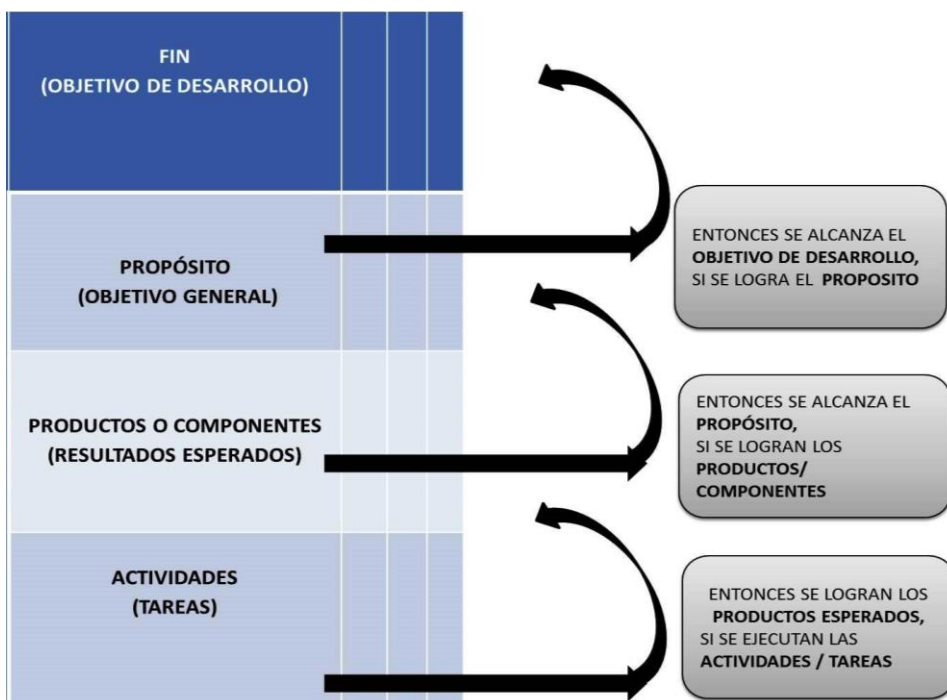 FIN
(OBJETIVO DE DESARROLLO)
PROPÓSITO
(OBJETIVO GENERAL)
PRODUCTOS O COMPONENTES
(RESULTADOS ESPERADOS)
ACTIVIDADES
(TAREAS)
ENTONCES SE ALCANZA EL
OBJETIVO DE DESARROLLO,
SI SE LOGRA EL PROPOSITO
ENTONCES SE ALCANZA EL
PROPÓSITO,
SI SE LOGRAN LOS
PRODUCTOS/
COMPONENTES
ENTONCES SE LOGRAN LOS
PRODUCTOS ESPERADOS,
SI SE EJECUTAN LAS
ACTIVIDADES / TAREAS